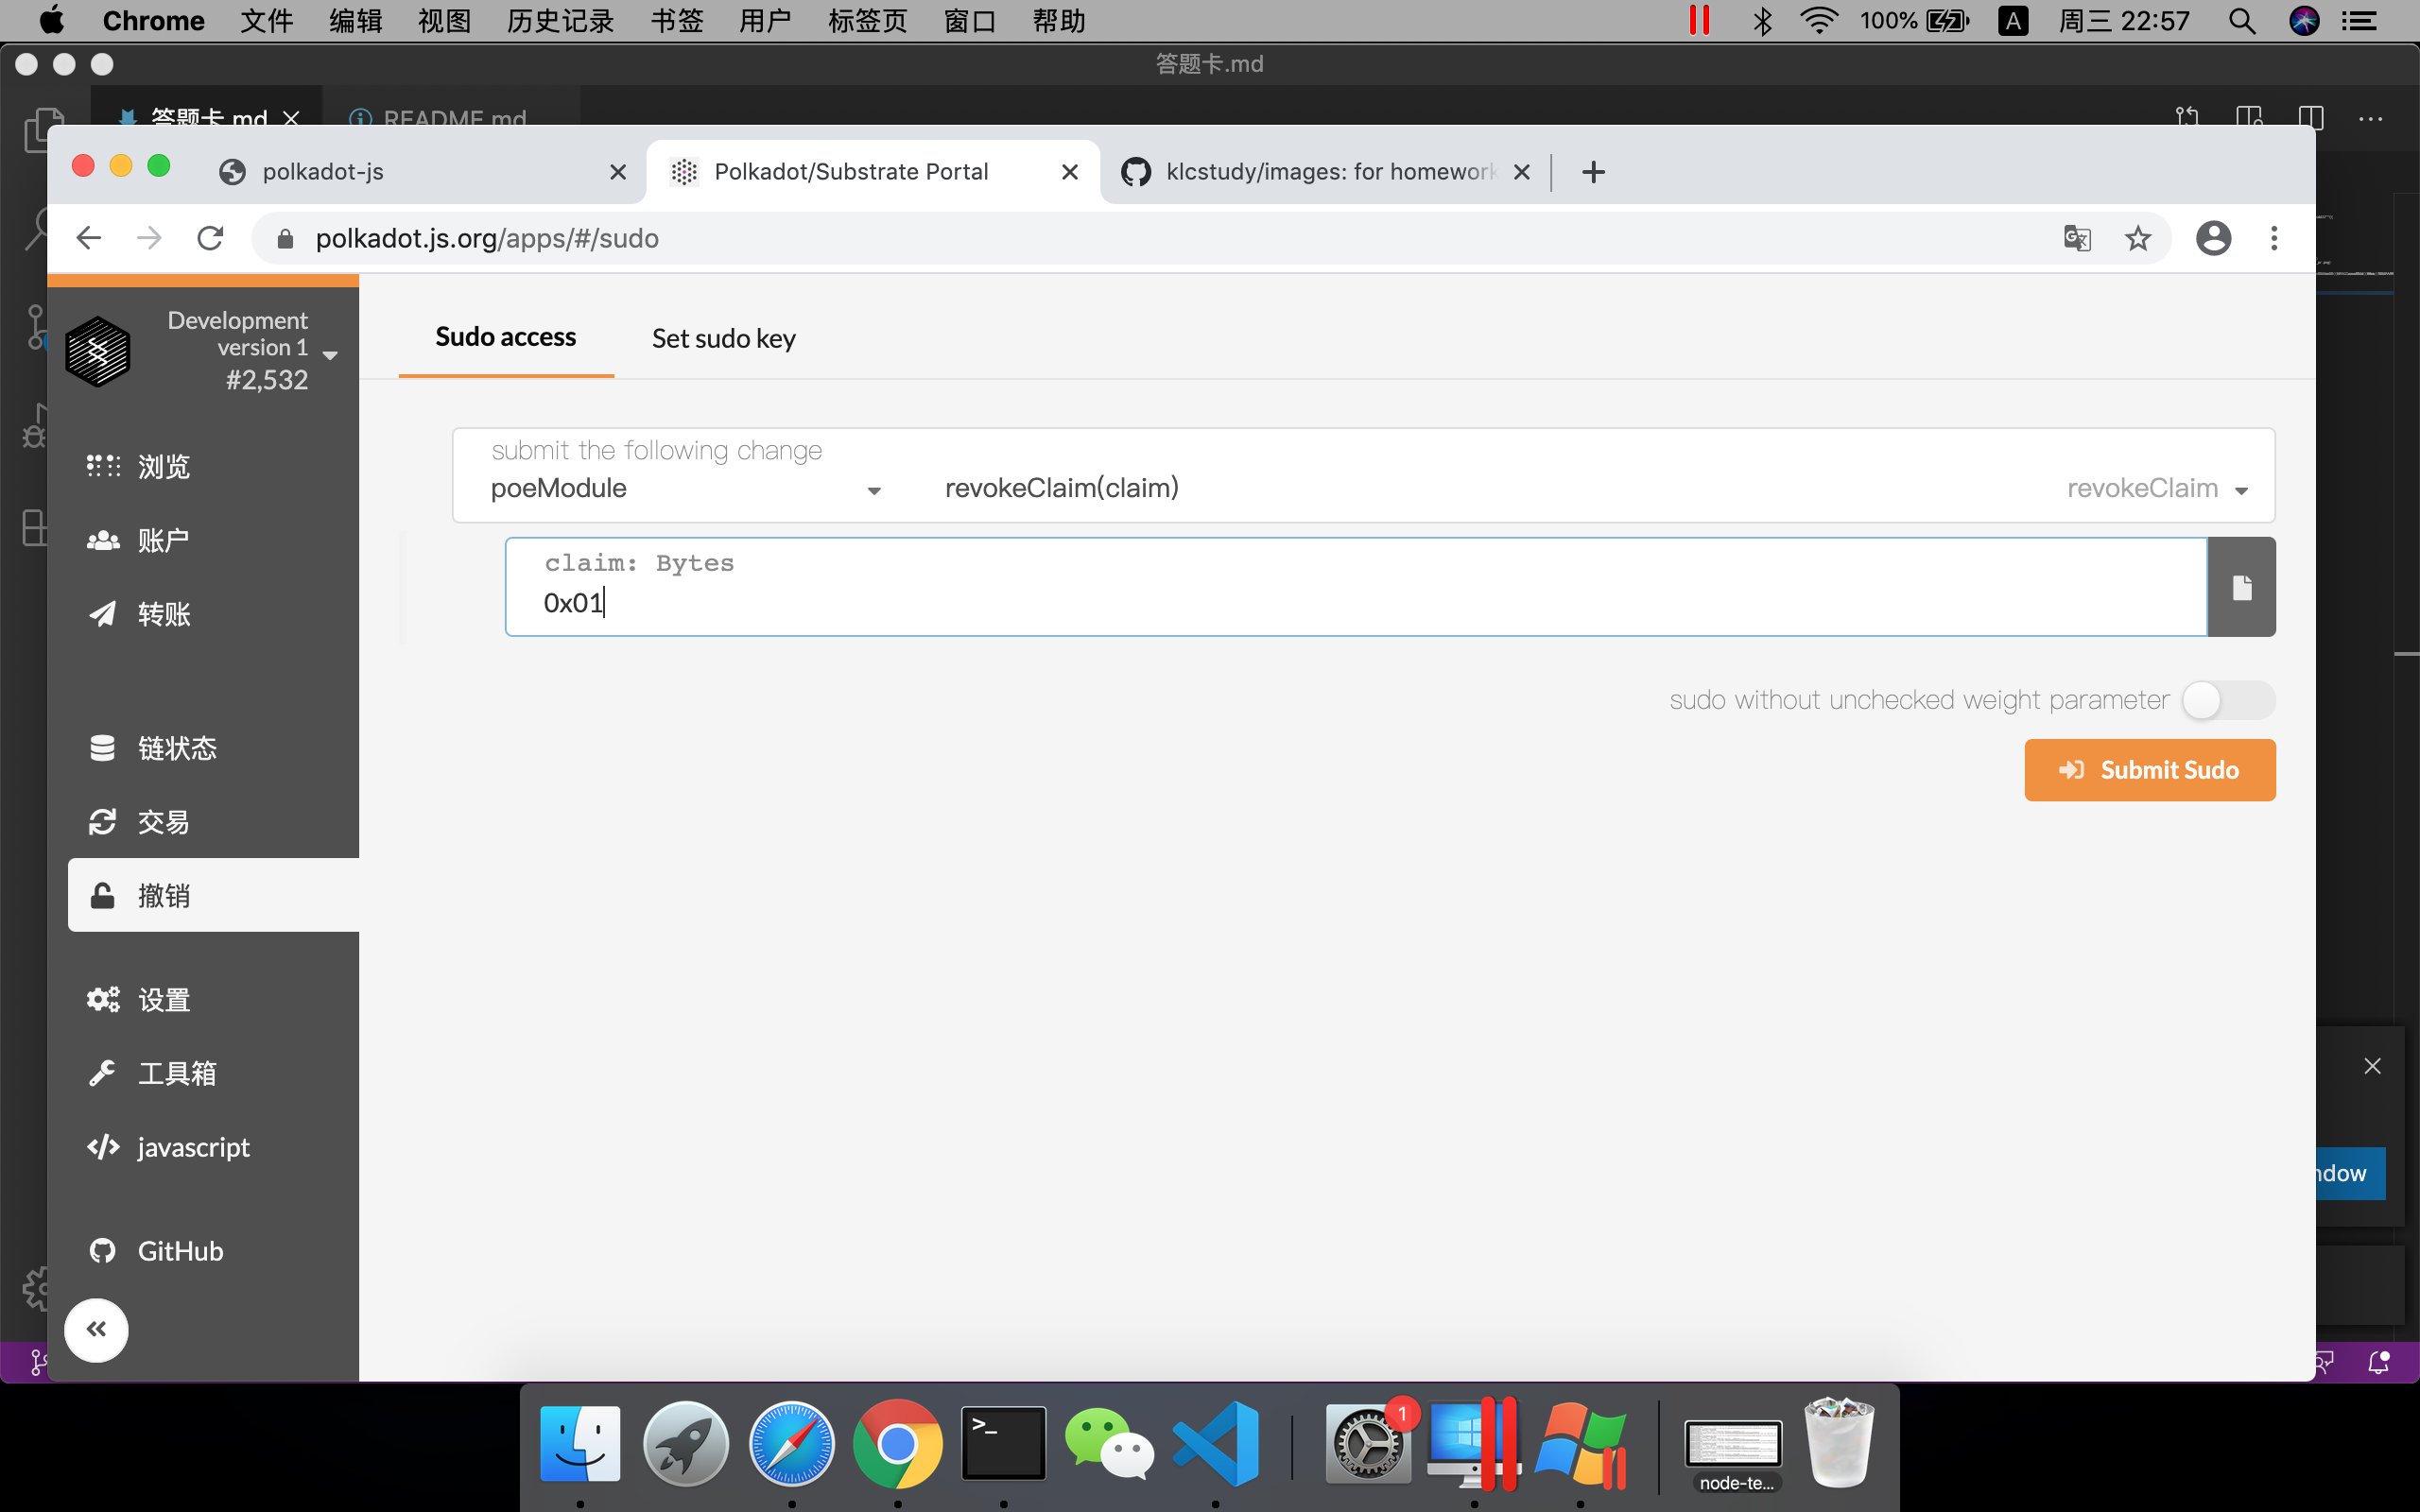 Chrome 文件 编辑 视图 历史记录 书签 用户 标签页 窗口 帮助 100% A 周三 22:57
答题卡.md
答题卡.md README.md
polkadot-js Polkadot/Substrate Portal klcstudy/images: for homework
polkadot.js.org/apps/#/sudo
Development
version 1
#2,532
浏览
账户
转账
链状态
交易
撤销
设置
工具箱
javascript
GitHub
Sudo access Set sudo key
submit the following change
poeModule revokeClaim(claim) revokeClaim
claim: Bytes
0x01
sudo without unchecked weight parameter
Submit Sudo
ndow
>_
1
node-te...